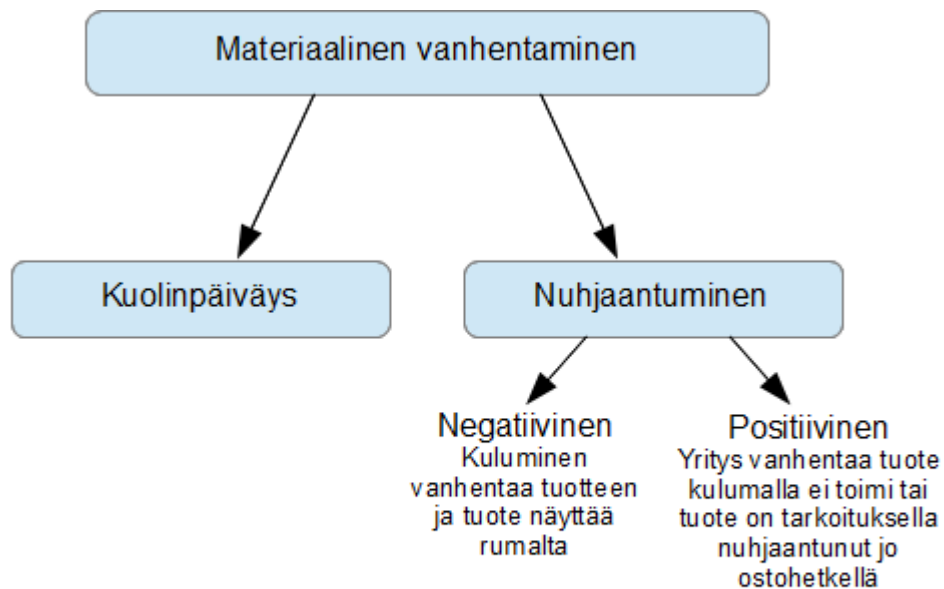 Materiaalinen vanhentaminen
Kuolinpäiväys
Nuhjaantuminen
Negatiivinen
Kuluminen
vanhentaa tuotteen
ja tuote näyttää
rumalta
Positiivinen
Yritys vanhentaa tuote
kulumalla ei toimi tai
tuote on tarkoituksella
nuhjaantunut jo
ostohetkellä